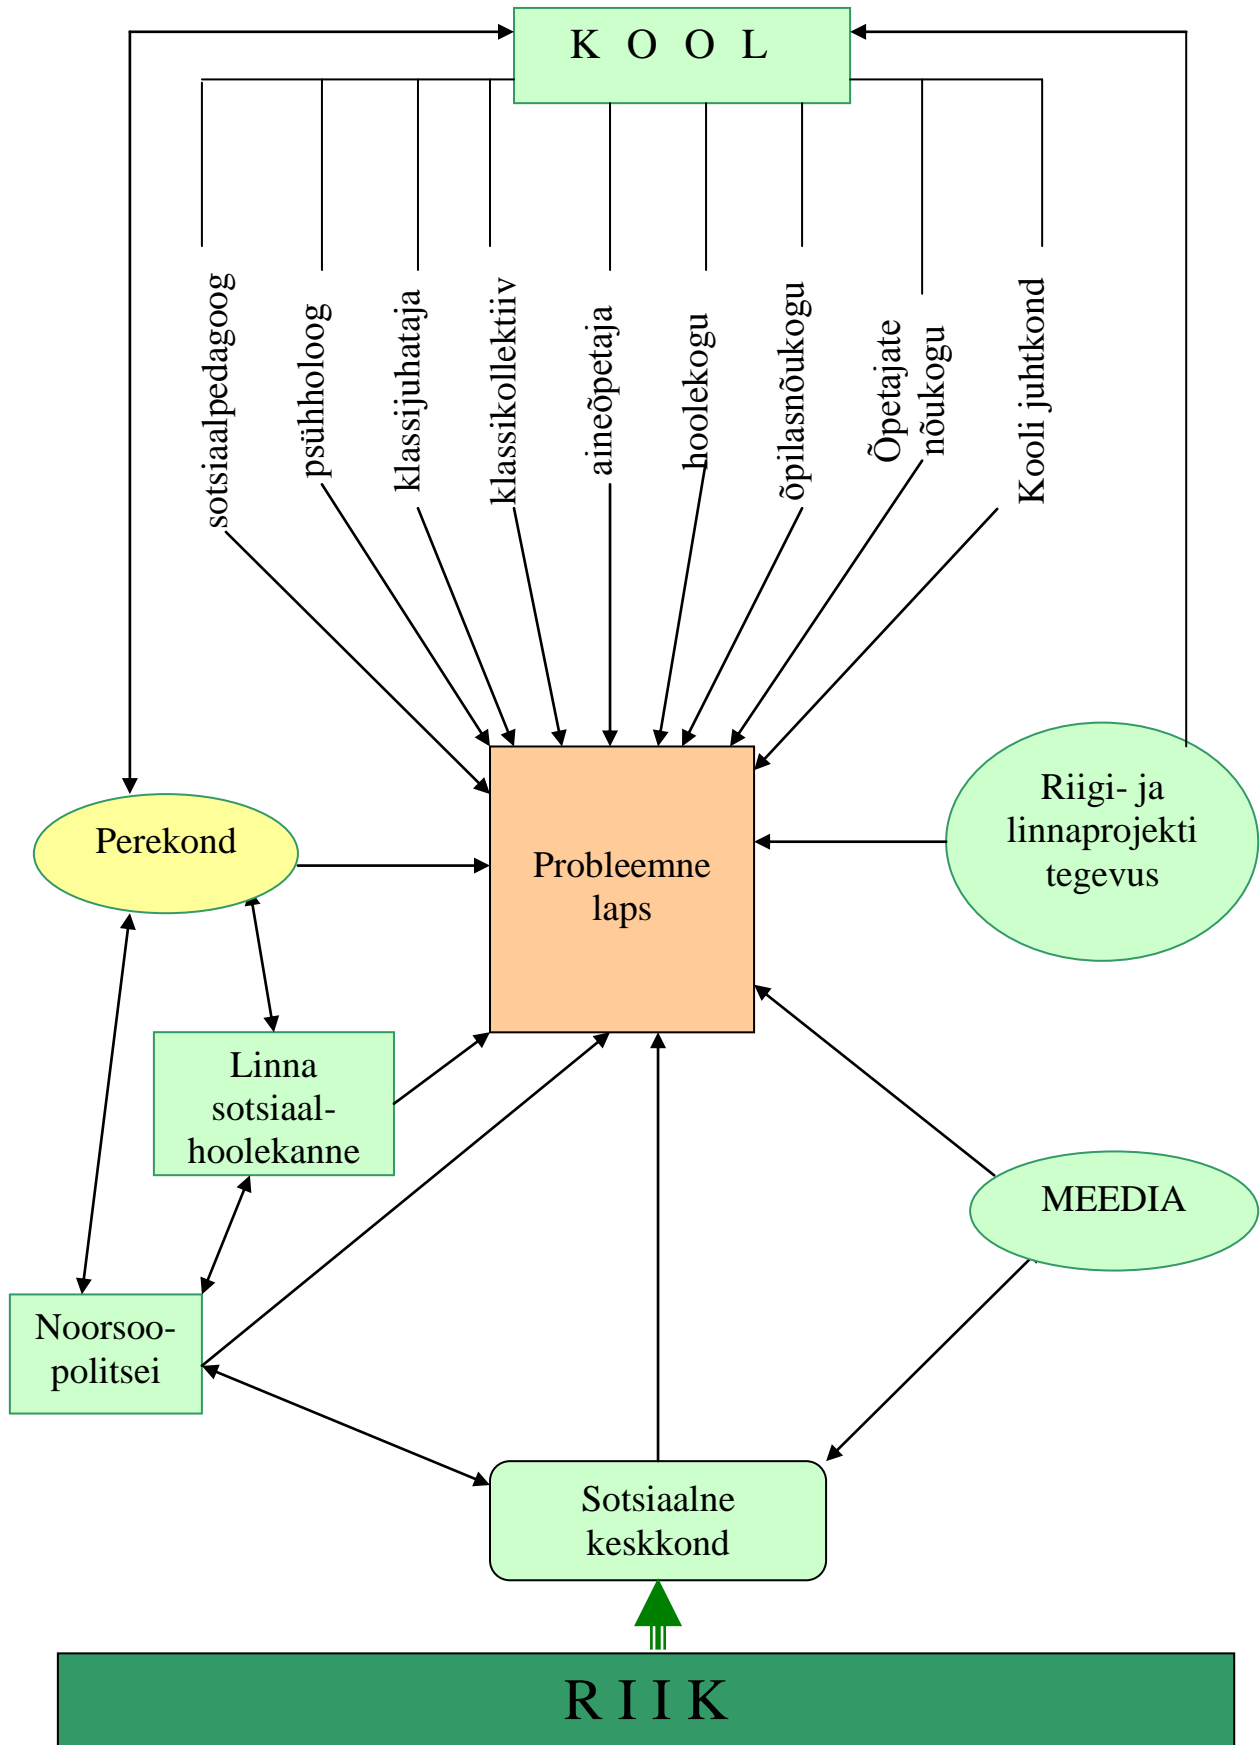 K O O L
sotsiaalpedagoog
psühholoog
klassijuhataja
klassikollektiiv
aineõpetaja
hoolekogu
õpilasnõukogu
Õpetajate
nõukogu
Kooli juhtkond
Perekond
Probleemne
laps
Riigi- ja
linnaprojekti
tegevus
Linna
sotsiaal-
hoolekanne
MEEDIA
Noorsoo-
politsei
Sotsiaalne
keskkond
R I I K